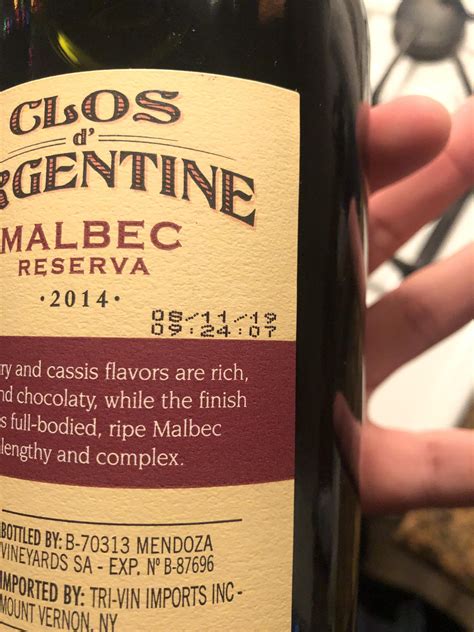 CLOS
d'
RGENTINE
MALBEC
RESERVA
·2014·
08/11/19
09:24:07
ry and cassis flavors are rich,
nd chocolaty, while the finish
s full-bodied, ripe Malbec
lengthy and complex.
BOTTLED BY: B-70313 MENDOZA
VINEYARDS SA - EXP. Nº B-87696
IMPORTED BY: TRI-VIN IMPORTS INC-
MOUNT VERNON, NY